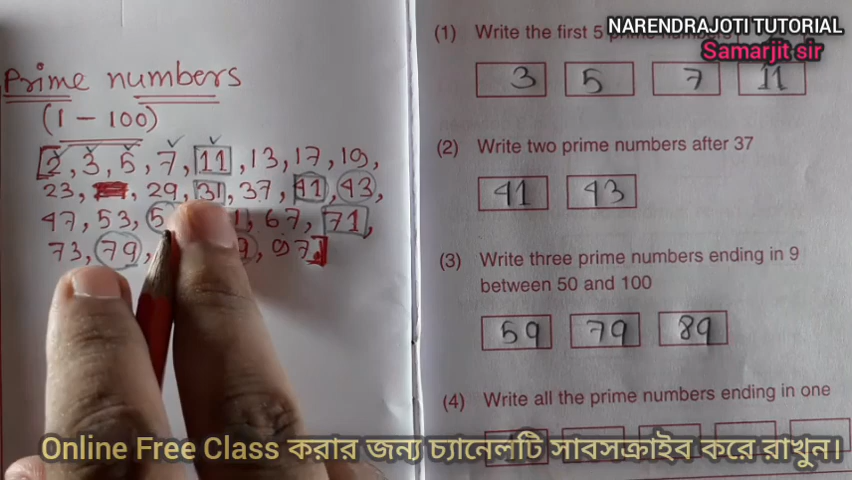 NARENDRAJOTI TUTORIAL
Samarjit sir
Prime numbers
(1 - 100)
2, 3, 5, 7, 11, 13, 17, 19,
23, 29, 31, 37, 41, 43,
47, 53, 67, 71,
73, 79, 97.
(1) Write the first 5
3 5 7 11
(2) Write two prime numbers after 37
41 43
(3) Write three prime numbers ending in 9
between 50 and 100
59 79 89
(4) Write all the prime numbers ending in one
Online Free Class করার জন্য চ্যানেলটি সাবসক্রাইব করে রাখুন।